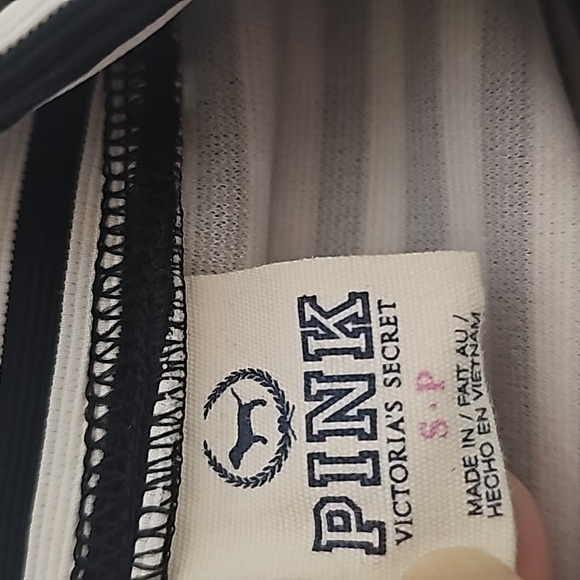 PINK
VICTORIA'S SECRET
S·P
MADE IN / FAIT AU /
HECHO EN VIETNAM